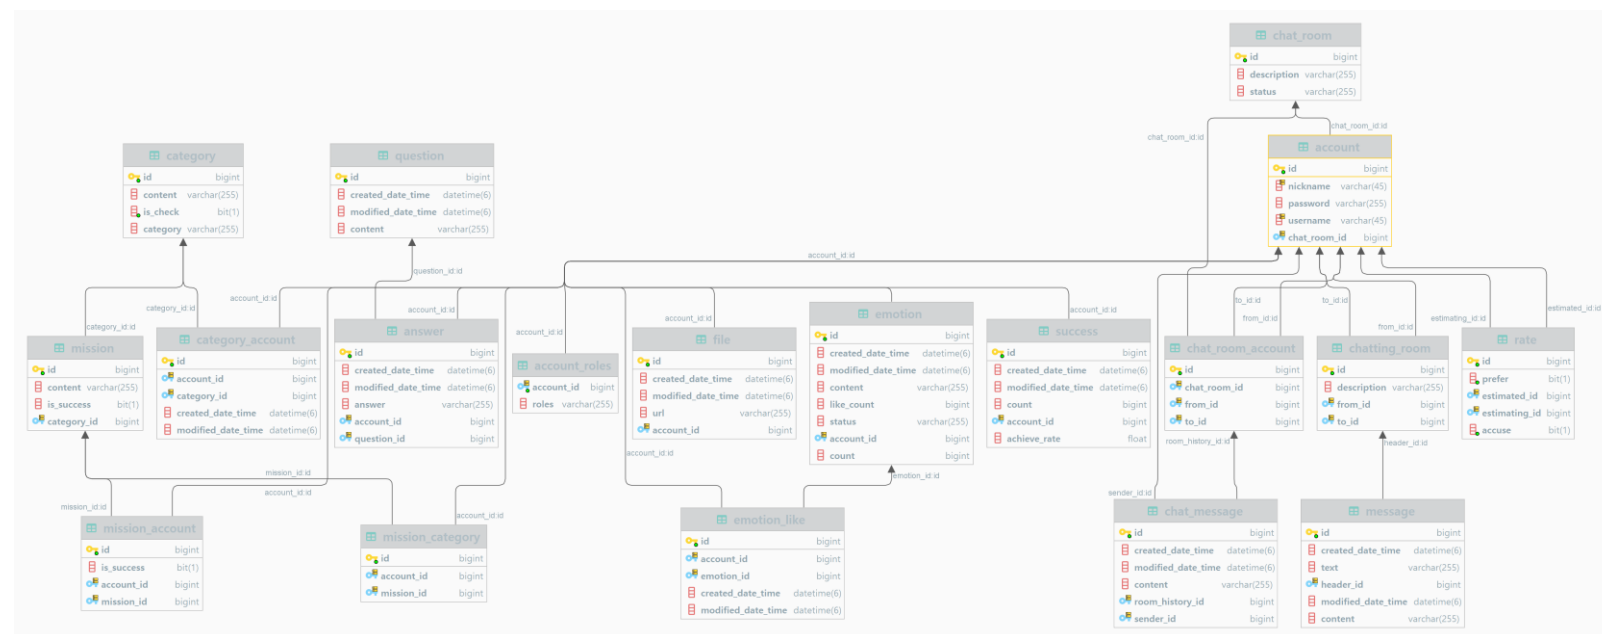 chat_room
id bigint
description varchar(255)
status varchar(255)
chat_room_id:id
chat_room_id:id
account
id bigint
nickname varchar(45)
password varchar(255)
username varchar(45)
chat_room_id bigint
category
id bigint
content varchar(255)
is_check bit(1)
category varchar(255)
question
id bigint
created_date_time datetime(6)
modified_date_time datetime(6)
content varchar(255)
account_id:id
question_id:id
category_id:id
account_id:id
account_id:id
account_id:id
account_id:id
account_id:id
category_id:id
to_id:id
from_id:id
to_id:id
from_id:id
estimating_id:id
estimated_id:id
mission
id bigint
content varchar(255)
is_success bit(1)
category_id bigint
category_account
id bigint
account_id bigint
category_id bigint
created_date_time datetime(6)
modified_date_time datetime(6)
answer
id bigint
created_date_time datetime(6)
modified_date_time datetime(6)
answer varchar(255)
account_id bigint
question_id bigint
account_roles
account_id bigint
roles varchar(255)
file
id bigint
created_date_time datetime(6)
modified_date_time datetime(6)
url varchar(255)
account_id bigint
emotion
id bigint
created_date_time datetime(6)
modified_date_time datetime(6)
content varchar(255)
like_count bigint
status varchar(255)
account_id bigint
count bigint
success
id bigint
created_date_time datetime(6)
modified_date_time datetime(6)
count bigint
account_id bigint
achieve_rate float
chat_room_account
id bigint
chat_room_id bigint
from_id bigint
to_id bigint
chatting_room
id bigint
description varchar(255)
from_id bigint
to_id bigint
rate
id bigint
prefer bit(1)
estimated_id bigint
estimating_id bigint
accuse bit(1)
room_history_id:id
header_id:id
account_id:id
mission_id:id
emotion_id:id
account_id:id
sender_id:id
mission_id:id
account_id:id
mission_account
id bigint
is_success bit(1)
account_id bigint
mission_id bigint
mission_category
id bigint
account_id bigint
mission_id bigint
emotion_like
id bigint
account_id bigint
emotion_id bigint
created_date_time datetime(6)
modified_date_time datetime(6)
chat_message
id bigint
created_date_time datetime(6)
modified_date_time datetime(6)
content varchar(255)
room_history_id bigint
sender_id bigint
message
id bigint
created_date_time datetime(6)
text varchar(255)
header_id bigint
modified_date_time datetime(6)
content varchar(255)